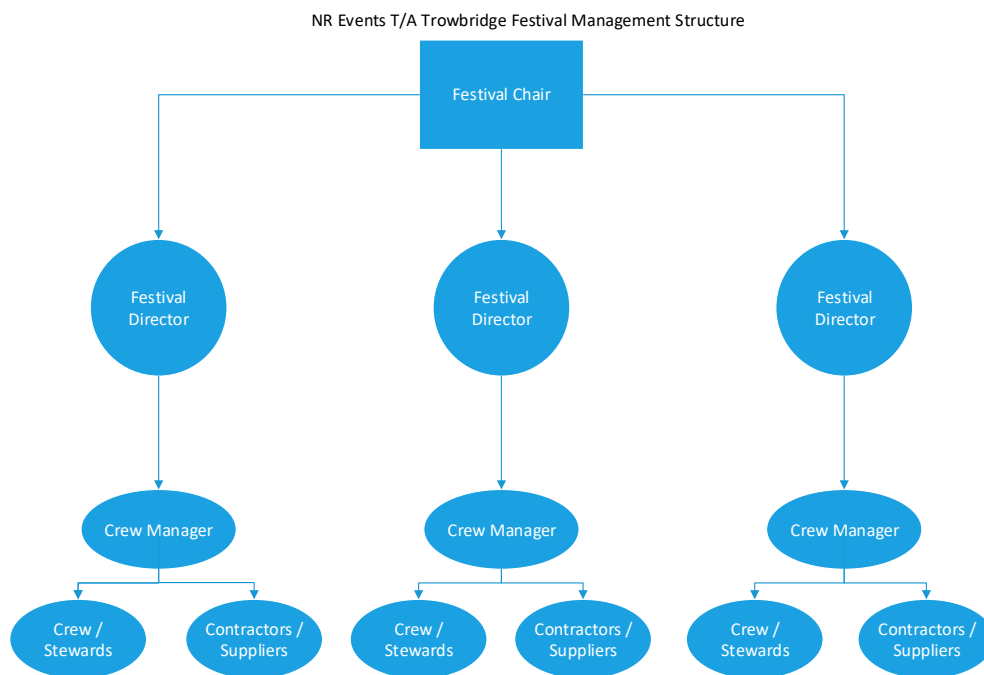 NR Events T/A Trowbridge Festival Management Structure
Festival Chair
Festival
Director
Festival
Director
Festival
Director
Crew Manager
Crew Manager
Crew Manager
Crew /
Stewards
Contractors /
Suppliers
Crew /
Stewards
Contractors /
Suppliers
Crew /
Stewards
Contractors /
Suppliers